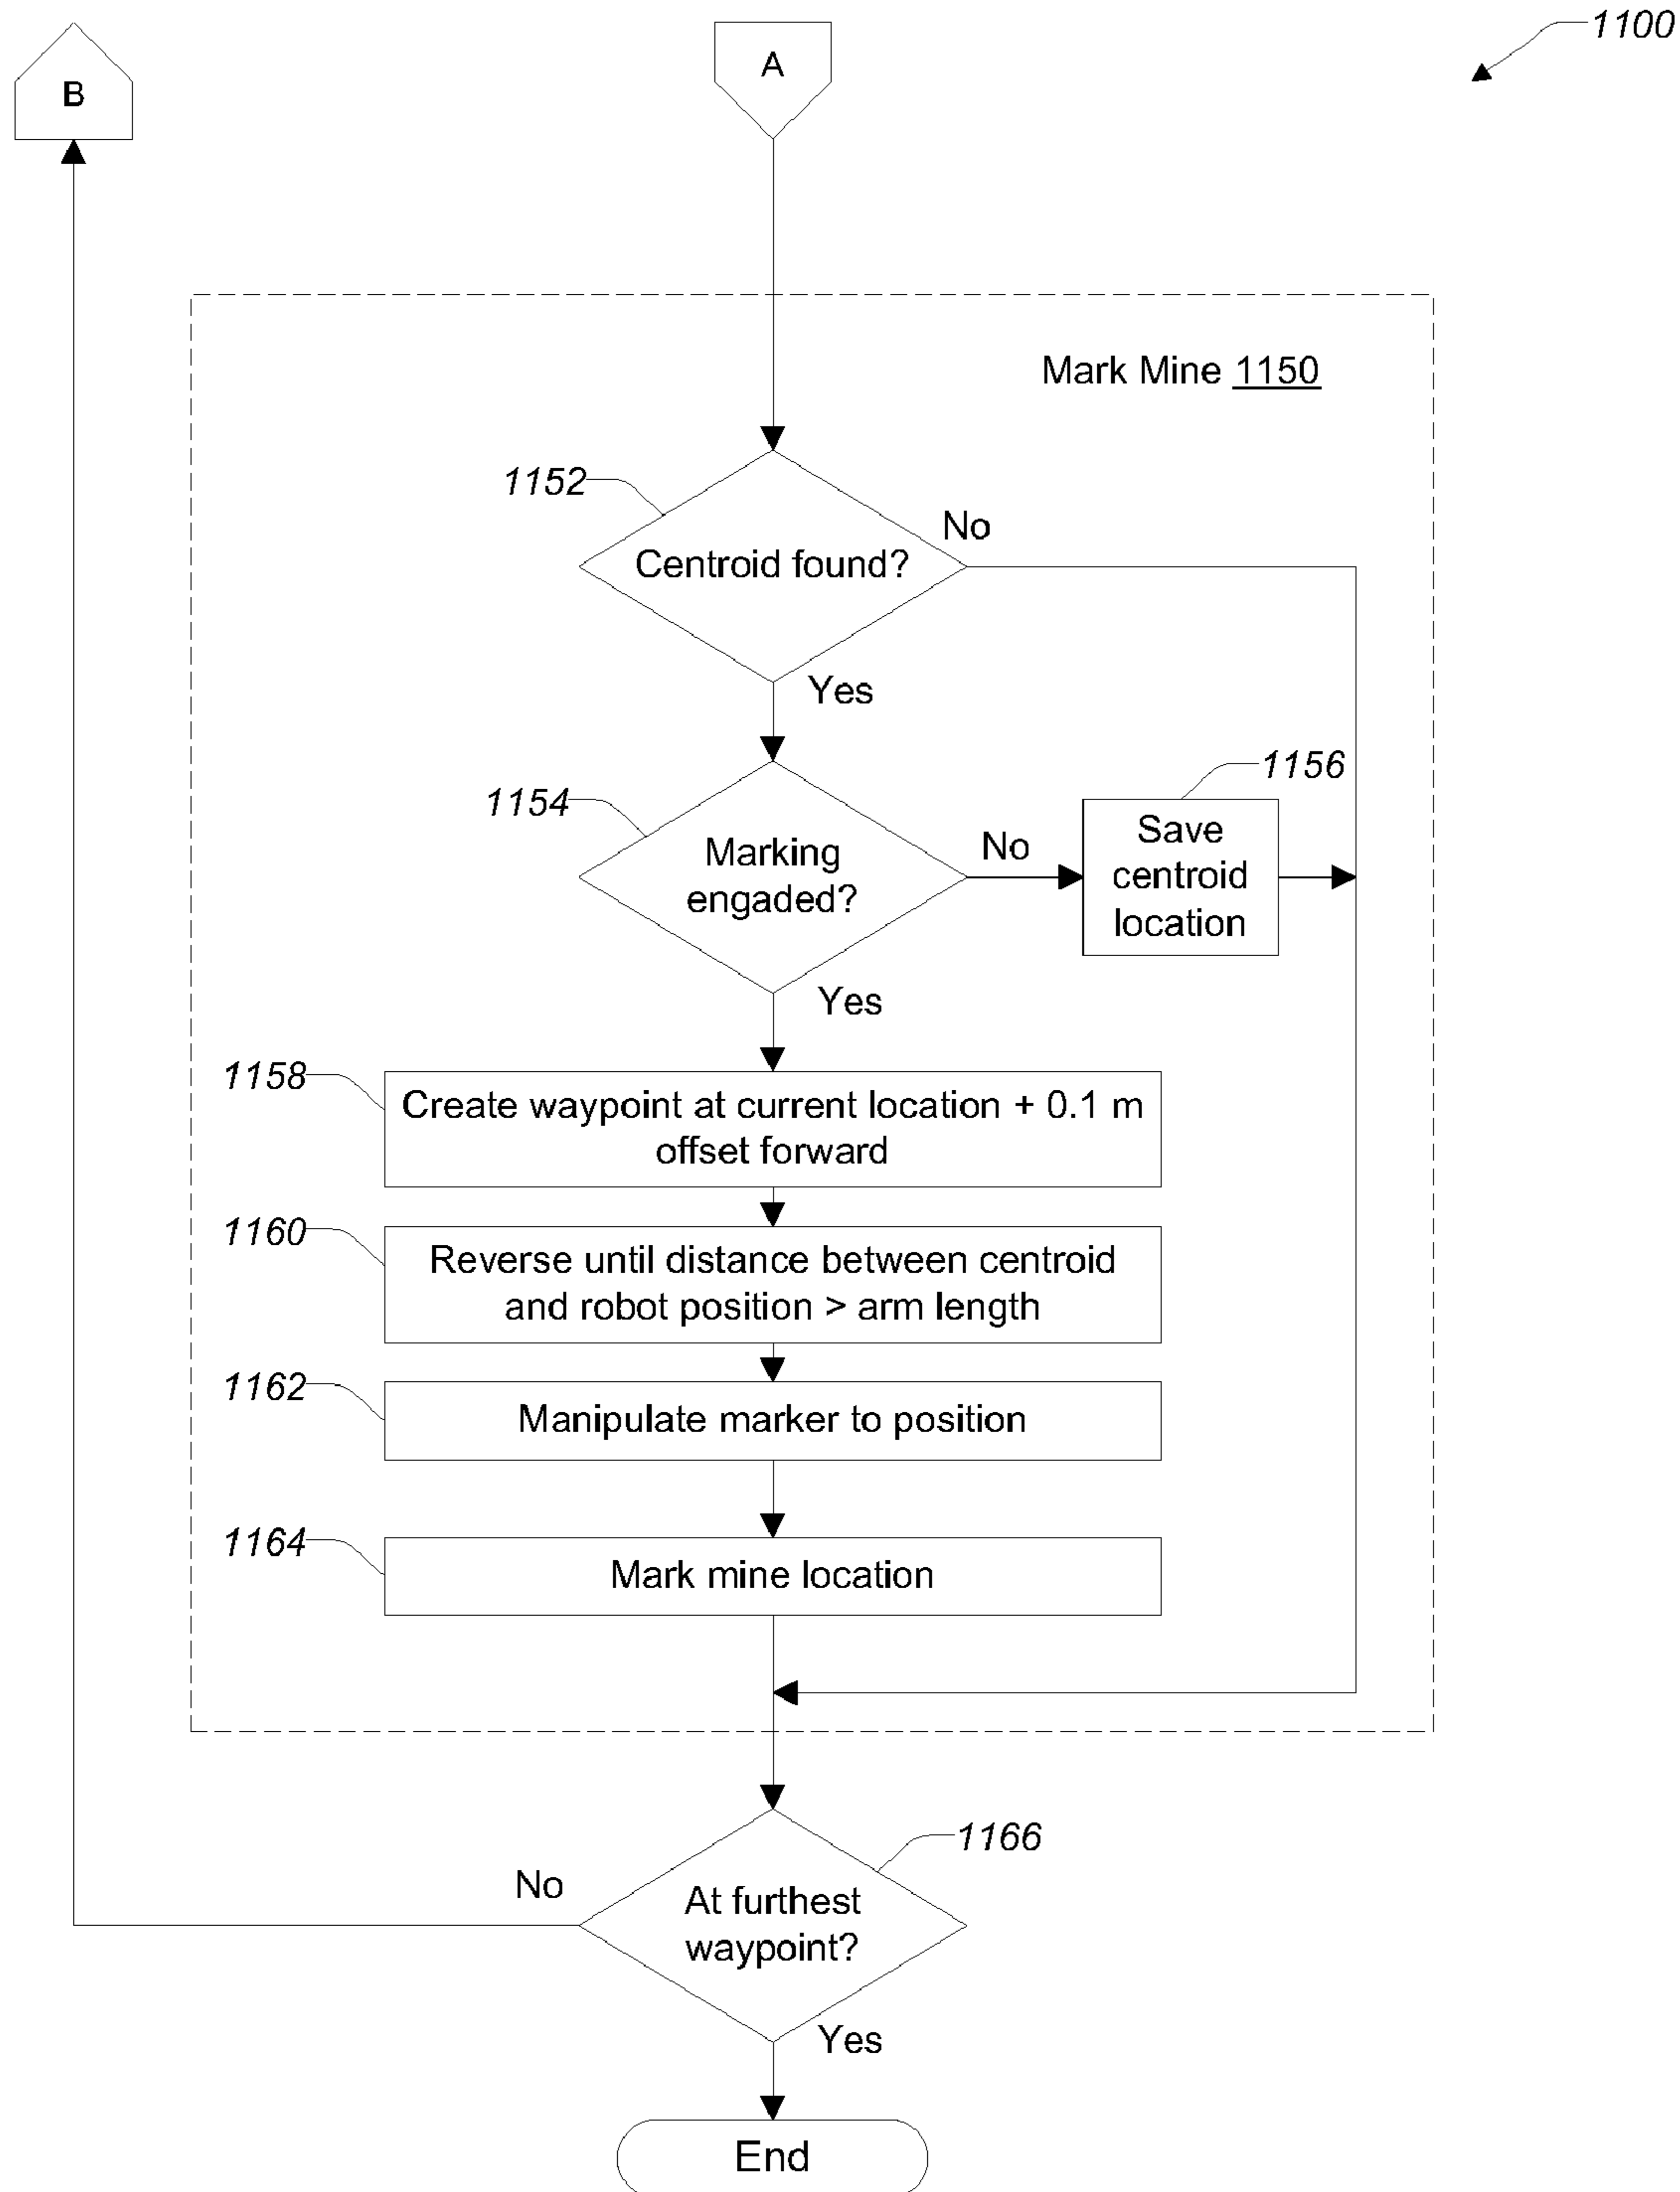 1100
B
A
Mark Mine 1150
1152
Centroid found?
No
Yes
1154
Marking
engaded?
No
1156
Save
centroid
location
Yes
1158
Create waypoint at current location + 0.1 m
offset forward
1160
Reverse until distance between centroid
and robot position > arm length
1162
Manipulate marker to position
1164
Mark mine location
1166
At furthest
waypoint?
No
Yes
End